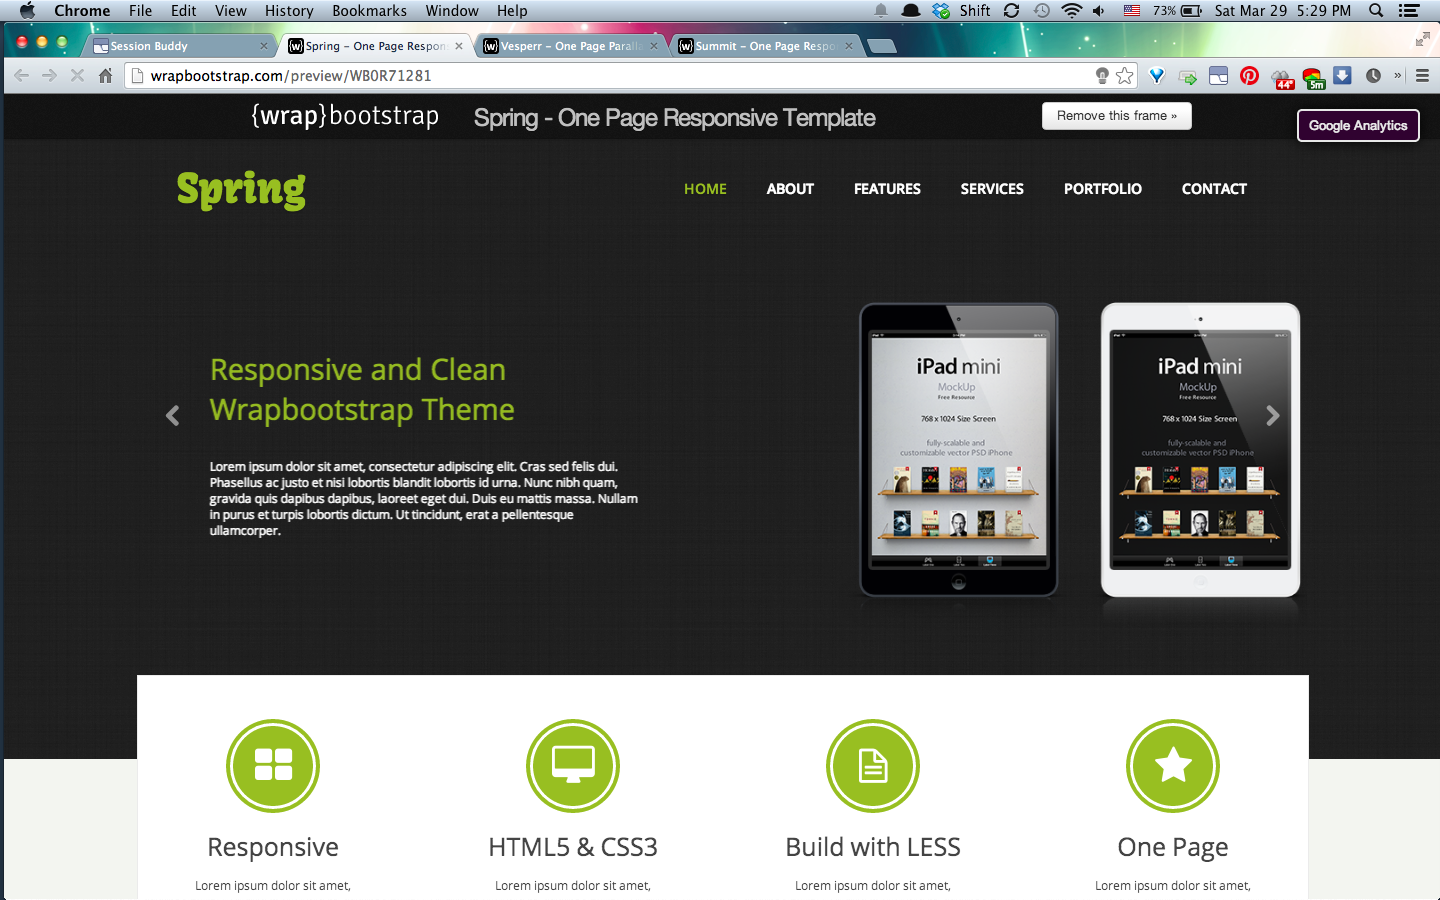 Chrome File Edit View History Bookmarks Window Help Shift 73% Sat Mar 29 5:29 PM
Session Buddy Spring – One Page Respon Vesperr – One Page Paralla Summit – One Page Respo
wrapbootstrap.com/preview/WB0R71281 44° 5m »
{wrap}bootstrap Spring - One Page Responsive Template Remove this frame » Google Analytics
Spring HOME ABOUT FEATURES SERVICES PORTFOLIO CONTACT
Responsive and Clean
Wrapbootstrap Theme
Lorem ipsum dolor sit amet, consectetur adipiscing elit. Cras sed felis dui.
Phasellus ac justo et nisi lobortis blandit lobortis id urna. Nunc nibh quam,
gravida quis dapibus dapibus, laoreet eget dui. Duis eu mattis massa. Nullam
in purus et turpis lobortis dictum. Ut tincidunt, erat a pellentesque
ullamcorper.
iPad mini
MockUp
Free Resource
768 x 1024 Size Screen
fully-scalable and
customizable vector PSD iPhone
iPad mini
MockUp
Free Resource
768 x 1024 Size Screen
fully-scalable and
customizable vector PSD iPhone
Responsive HTML5 & CSS3 Build with LESS One Page
Lorem ipsum dolor sit amet, Lorem ipsum dolor sit amet, Lorem ipsum dolor sit amet, Lorem ipsum dolor sit amet,